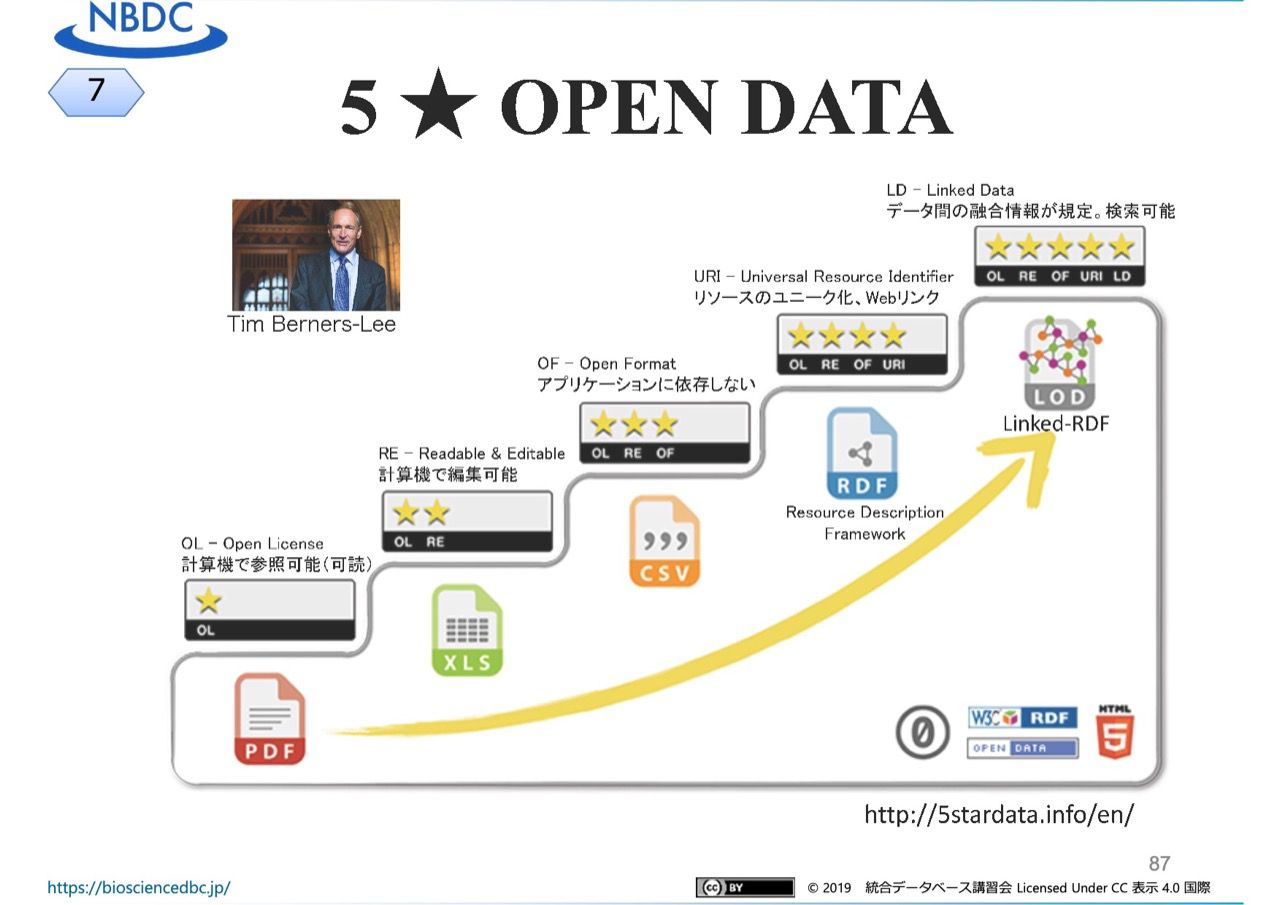 NBDC
7
5 ★ OPEN DATA
LD - Linked Data
データ間の融合情報が規定。検索可能
OL RE OF URI LD
Tim Berners-Lee
URI - Universal Resource Identifier
リソースのユニーク化、Webリンク
OL RE OF URI
LOD
Linked-RDF
OF - Open Format
アプリケーションに依存しない
OL RE OF
RDF
Resource Description
Framework
RE - Readable & Editable
計算機で編集可能
OL RE
CSV
OL - Open License
計算機で参照可能(可読)
OL
XLS
PDF
0
W3C RDF
OPEN DATA
HTML
5
http://5stardata.info/en/
87
https://biosciencedbc.jp/
cc BY
© 2019 統合データベース講習会 Licensed Under CC 表示 4.0 国際